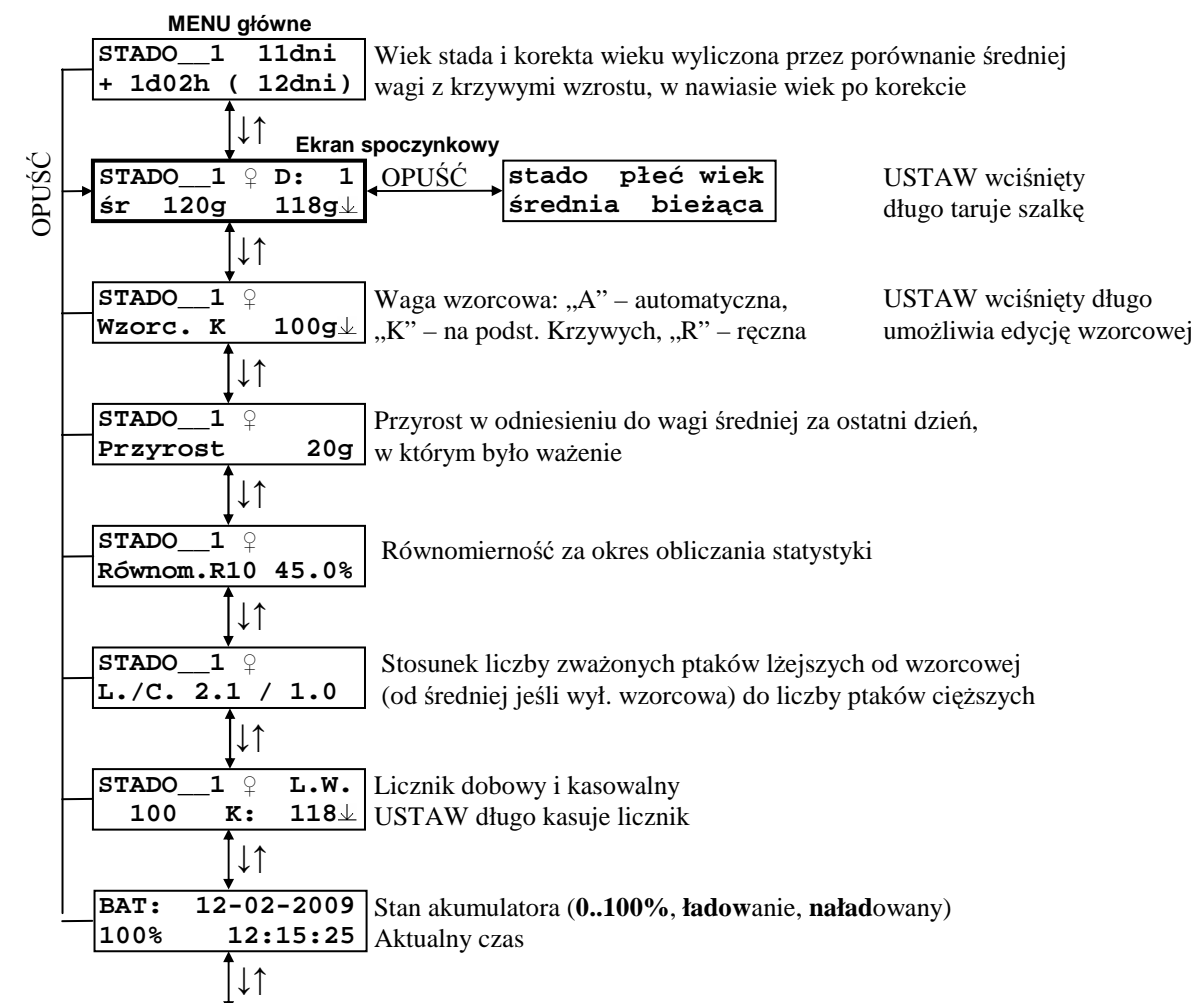 MENU główne
STADO__1 11dni
+ 1d02h ( 12dni)
Wiek stada i korekta wieku wyliczona przez porównanie średniej
wagi z krzywymi wzrostu, w nawiasie wiek po korekcie
↓↑
OPUŚĆ
Ekran spoczynkowy
STADO__1 ♀ D: 1
śr 120g 118g↓
OPUŚĆ
stado płeć wiek
średnia bieżąca
USTAW wciśnięty
długo taruje szalkę
↓↑
STADO__1 ♀
Wzorc. K 100g↓
Waga wzorcowa: „A” – automatyczna,
„K” – na podst. Krzywych, „R” – ręczna
USTAW wciśnięty długo
umożliwia edycję wzorcowej
↓↑
STADO__1 ♀
Przyrost 20g
Przyrost w odniesieniu do wagi średniej za ostatni dzień,
w którym było ważenie
↓↑
STADO__1 ♀
Równom.R10 45.0%
Równomierność za okres obliczania statystyki
↓↑
STADO__1 ♀
L./C. 2.1 / 1.0
Stosunek liczby zważonych ptaków lżejszych od wzorcowej
(od średniej jeśli wył. wzorcowa) do liczby ptaków cięższych
↓↑
STADO__1 ♀ L.W.
100 K: 118↓
Licznik dobowy i kasowalny
USTAW długo kasuje licznik
↓↑
BAT: 12-02-2009
100% 12:15:25
Stan akumulatora (0..100%, ładowanie, naładowany)
Aktualny czas
↓↑